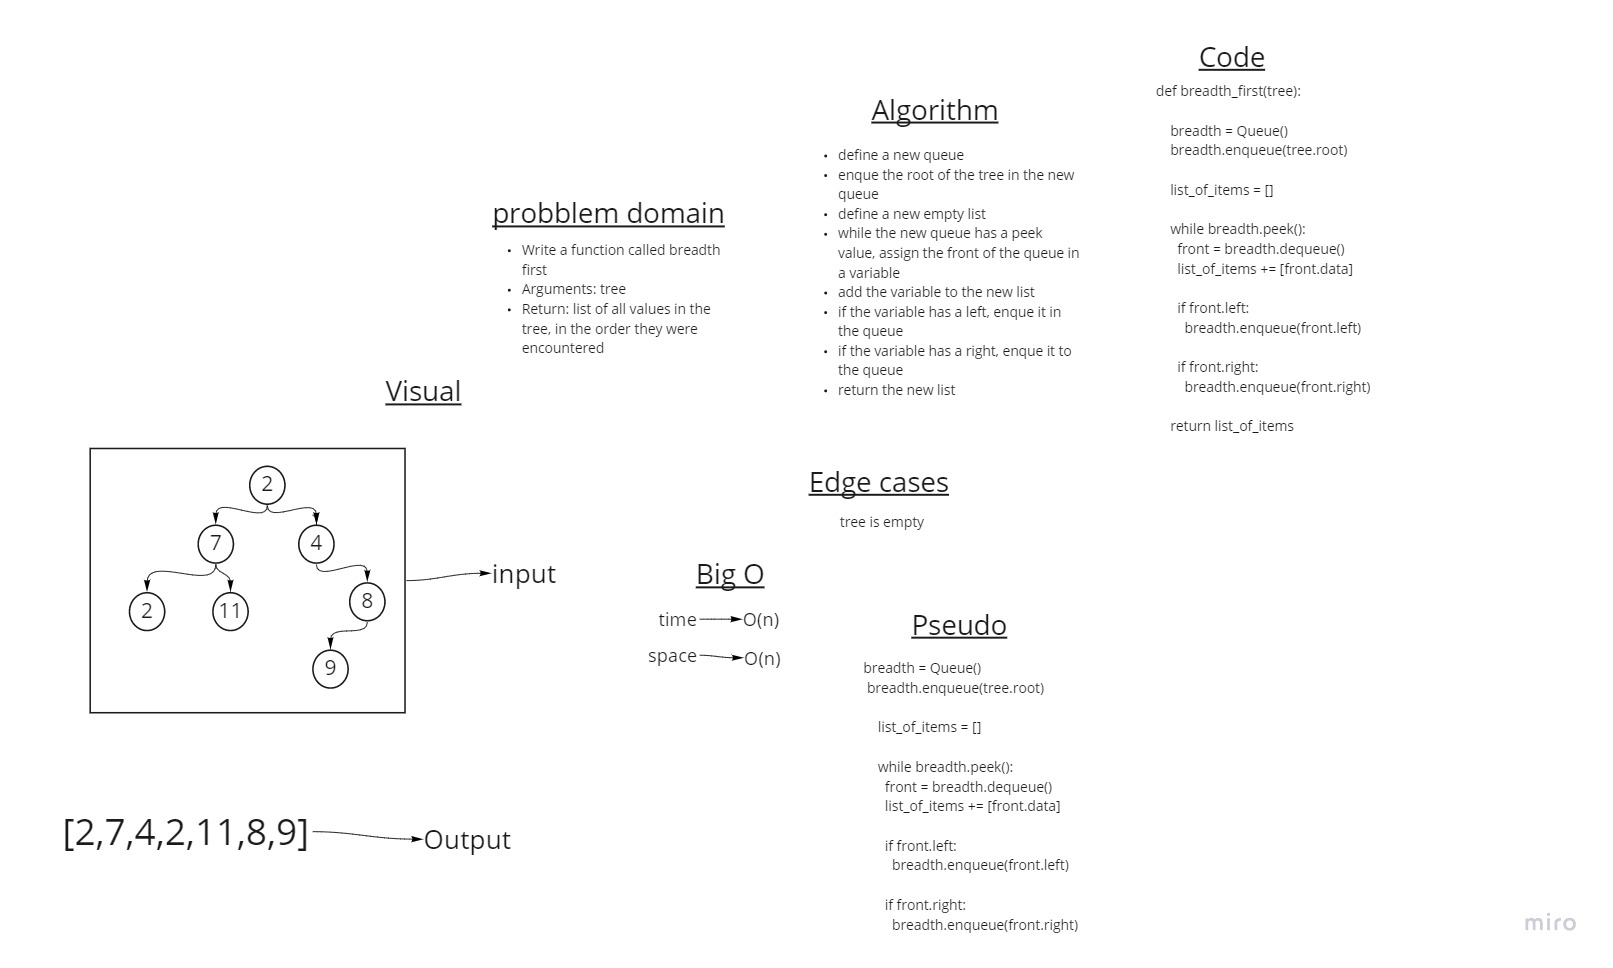 probblem domain
• Write a function called breadth
first
• Arguments: tree
• Return: list of all values in the
tree, in the order they were
encountered
Visual
2
7
4
2
11
8
9
input
[2,7,4,2,11,8,9]
Output
Algorithm
• define a new queue
• enque the root of the tree in the new
queue
• define a new empty list
• while the new queue has a peek
value, assign the front of the queue in
a variable
• add the variable to the new list
• if the variable has a left, enque it in
the queue
• if the variable has a right, enque it to
the queue
• return the new list
Edge cases
tree is empty
Big O
time O(n)
space O(n)
Pseudo
breadth = Queue()
breadth.enqueue(tree.root)
list_of_items = []
while breadth.peek():
front = breadth.dequeue()
list_of_items += [front.data]
if front.left:
breadth.enqueue(front.left)
if front.right:
breadth.enqueue(front.right)
Code
def breadth_first(tree):
breadth = Queue()
breadth.enqueue(tree.root)
list_of_items = []
while breadth.peek():
front = breadth.dequeue()
list_of_items += [front.data]
if front.left:
breadth.enqueue(front.left)
if front.right:
breadth.enqueue(front.right)
return list_of_items
miro